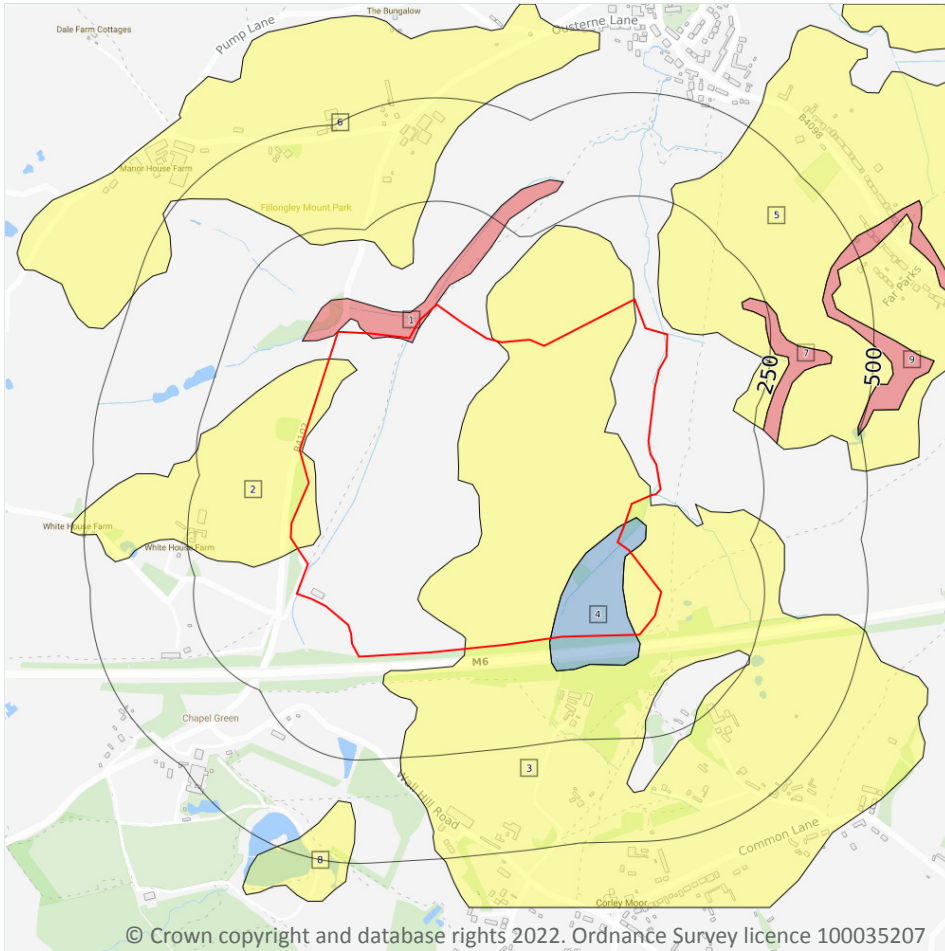 The Bungalow
Dale Farm Cottages
Pump Lane
Ousterne Lane
B4098
6
Manor House Farm
Fillongley Mount Park
5
Far Parks
1
7
9
250
500
B4102
2
White House Farm
White House Farm
4
M6
Chapel Green
3
Wall Hill Road
Common Lane
8
Corley Moor
© Crown copyright and database rights 2022. Ordnance Survey licence 100035207